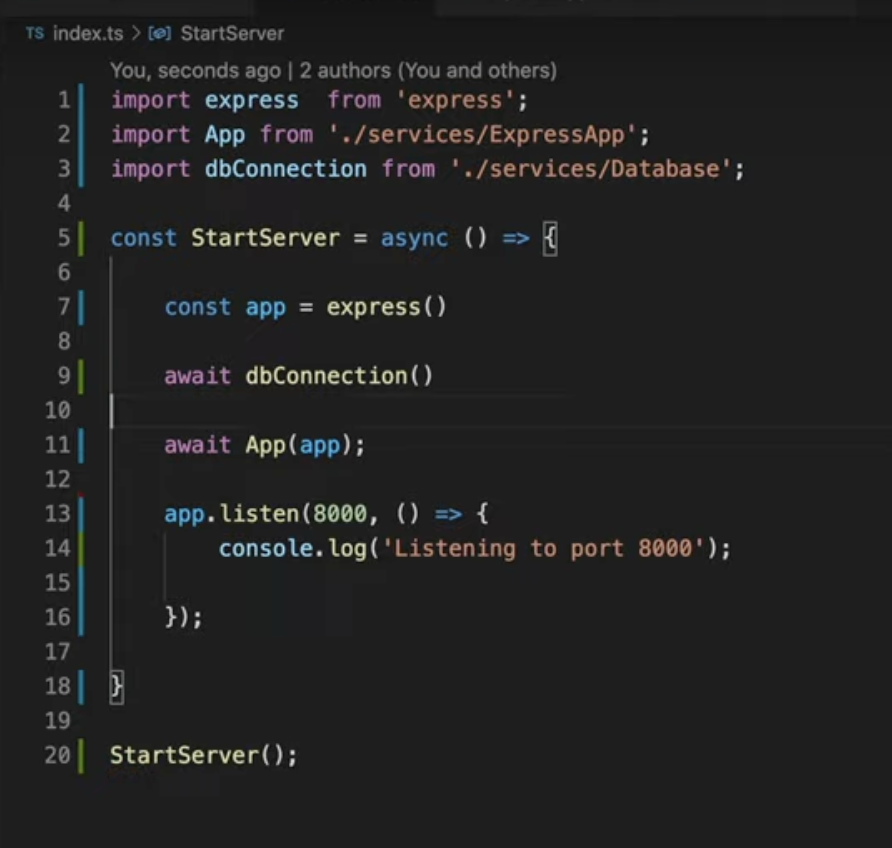 TS index.ts > StartServer
You, seconds ago | 2 authors (You and others)
1 import express  from 'express';
2 import App from './services/ExpressApp';
3 import dbConnection from './services/Database';
4
5 const StartServer = async () => {
6
7     const app = express()
8
9     await dbConnection()
10
11     await App(app);
12
13     app.listen(8000, () => {
14         console.log('Listening to port 8000');
15
16     });
17
18 }
19
20 StartServer();